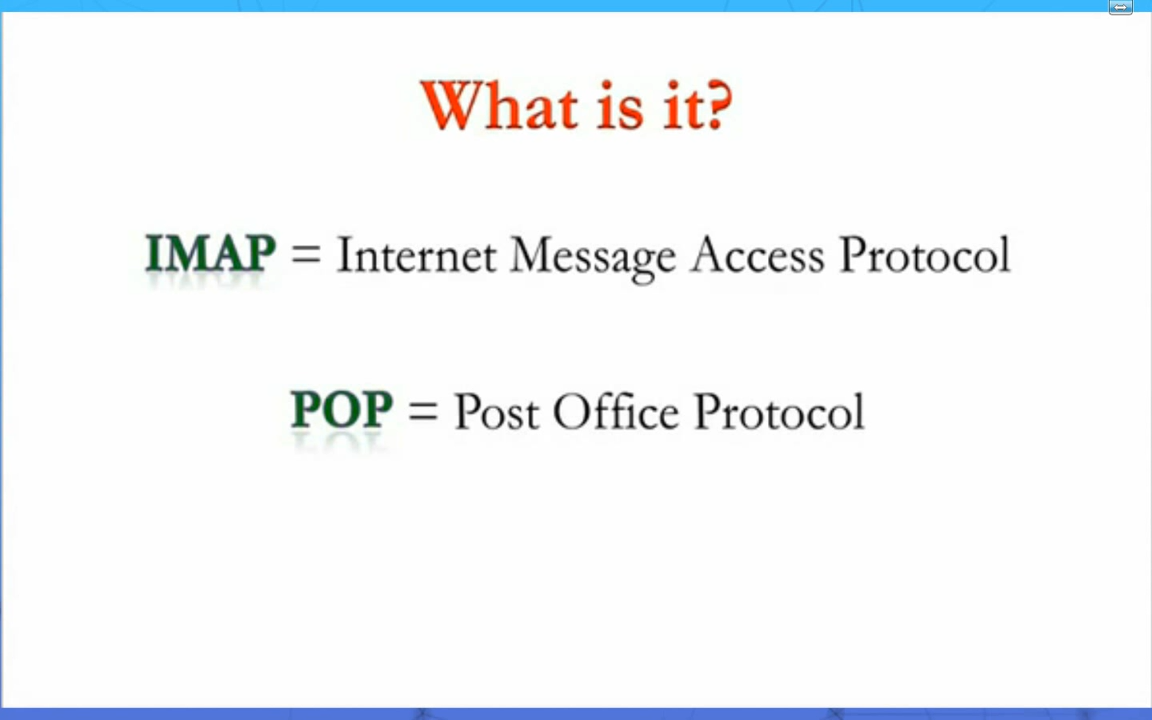 What is it?
IMAP = Internet Message Access Protocol
POP = Post Office Protocol